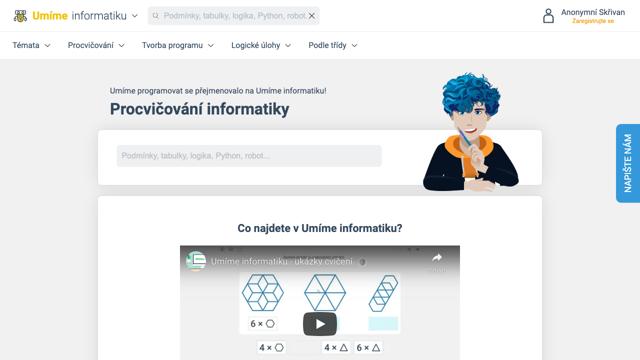 Umíme informatiku
Podmínky, tabulky, logika, Python, robot.
Anonymní Skřivan
Zaregistrujte se
Témata
Procvičování
Tvorba programu
Logické úlohy
Podle třídy
Umíme programovat se přejmenovalo na Umíme informatiku!
Procvičování informatiky
Podmínky, tabulky, logika, Python, robot...
NAPIŠTE NÁM
Co najdete v Umíme informatiku?
Umíme informatiku - ukázky cvičení
6 ×
4 ×
4 ×
6 ×